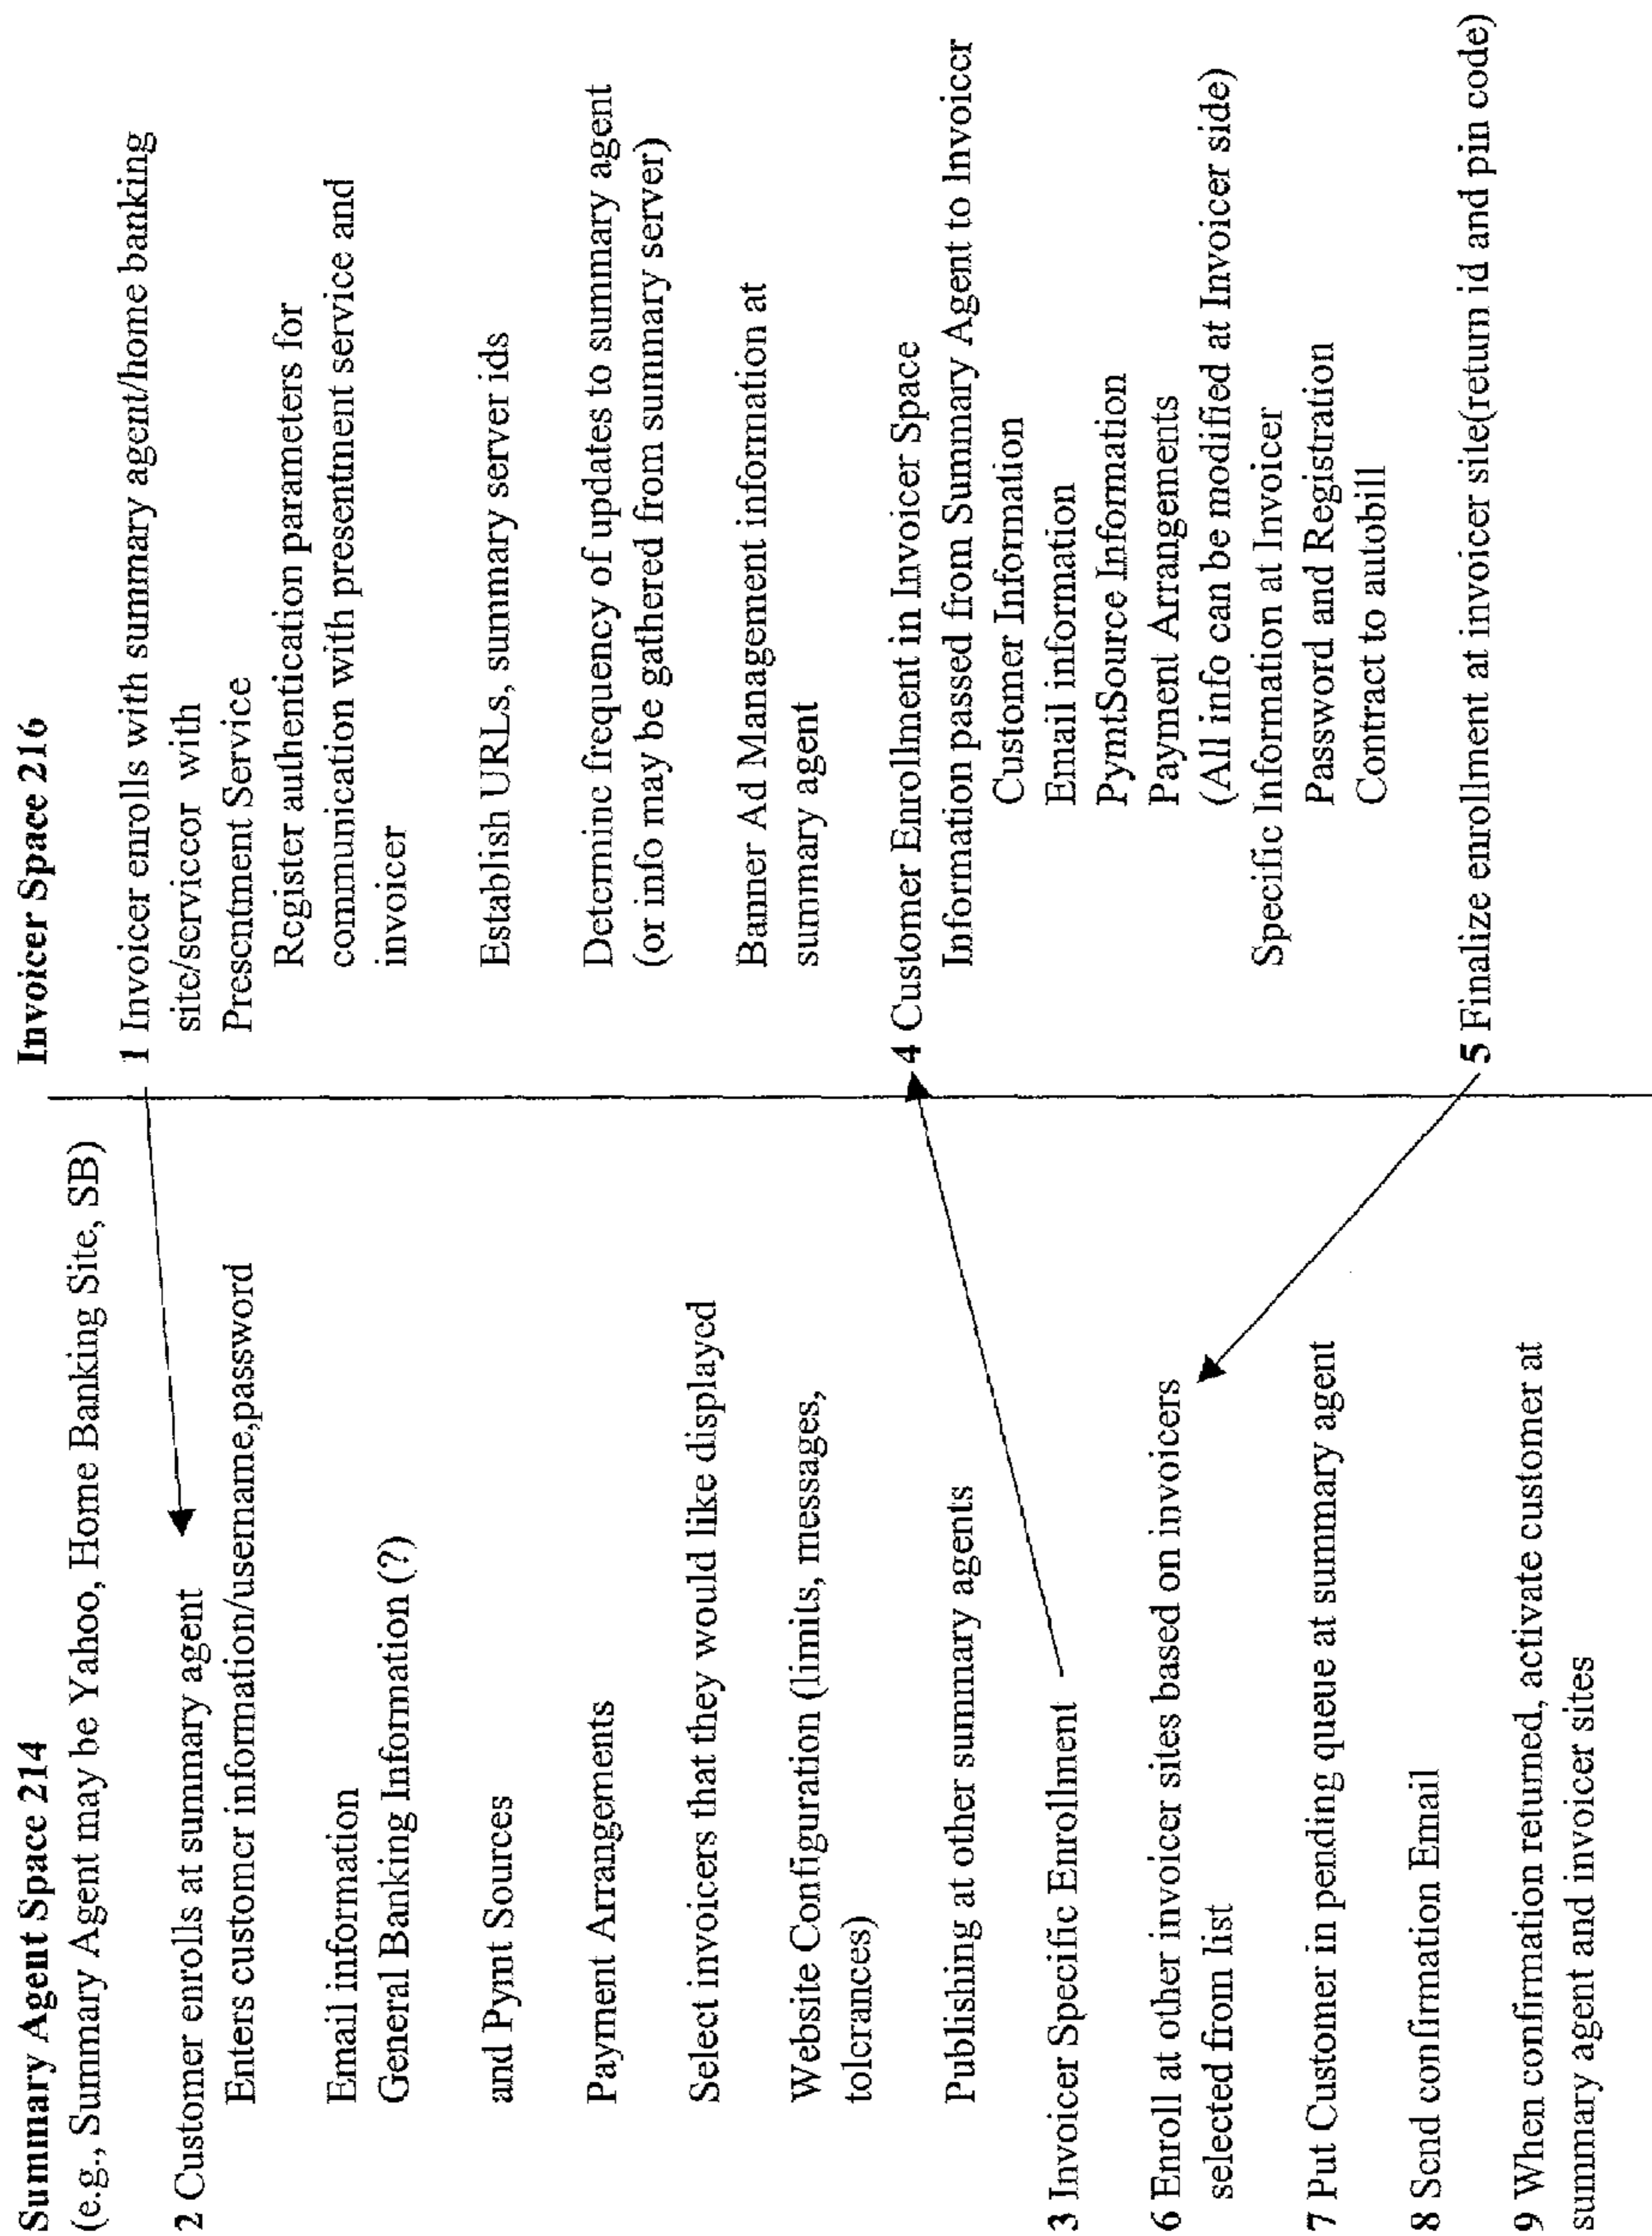 Summary Agent Space 214
(e.g., Summary Agent may be Yahoo, Home Banking Site, SB)
2 Customer enrolls at summary agent
Enters customer information/username,password
Email information
General Banking Information (?)
and Pymt Sources
Payment Arrangements
Select invoicers that they would like displayed
Website Configuration (limits, messages,
tolerances)
Publishing at other summary agents
3 Invoicer Specific Enrollment
6 Enroll at other invoicer sites based on invoicers
selected from list
7 Put Customer in pending queue at summary agent
8 Send confirmation Email
9 When confirmation returned, activate customer at
summary agent and invoicer sites
Invoicer Space 216
1 Invoicer enrolls with summary agent/home banking
site/serviceor with
Presentment Service
Register authentication parameters for
communication with presentment service and
invoicer
Establish URLs, summary server ids
Determine frequency of updates to summary agent
(or info may be gathered from summary server)
Banner Ad Management information at
summary agent
4 Customer Enrollment in Invoicer Space
Information passed from Summary Agent to Invoicer
Customer Information
Email information
PymtSource Information
Payment Arrangements
(All info can be modified at Invoicer side)
Specific Information at Invoicer
Password and Registration
Contract to autobill
5 Finalize enrollment at invoicer site(return id and pin code)